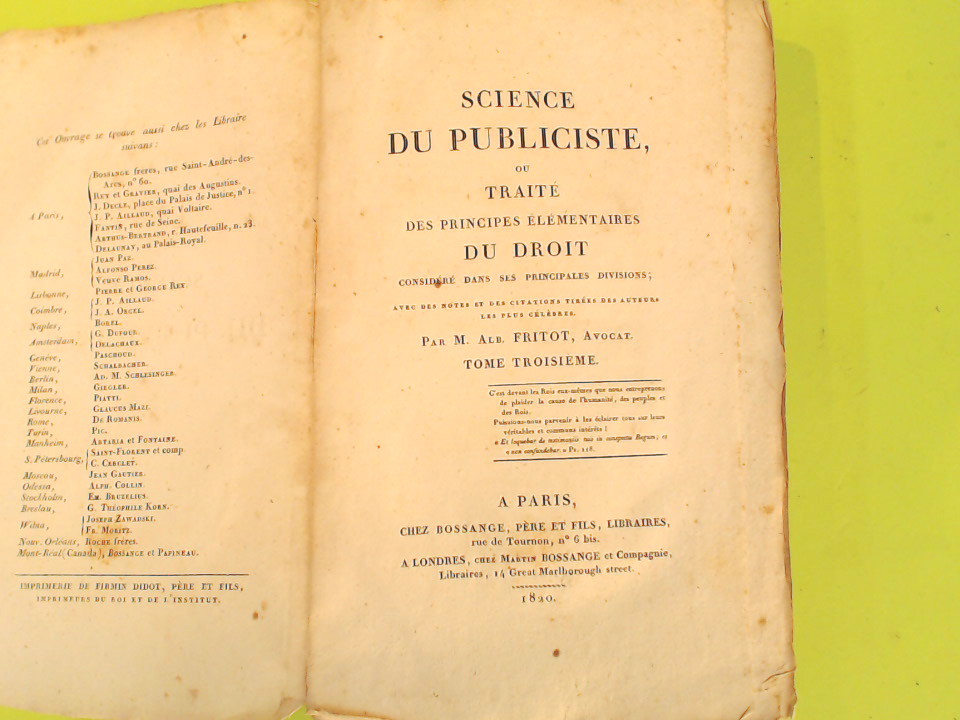 Cet Ouvrage se trouve aussi chez les Libraire
suivans:
A Paris,
BOSSANGE frères, rue Saint-André-des-
Arcs, n° 60.
REY et GRAVIER, quai des Augustins.
J. DECLE, place du Palais de Justice, n° 1.
J. P. AILLAUD, quai Voltaire.
FANTIN, rue de Seine.
ARTHUS-BERTRAND, r. Hautefeuille, n. 23.
DELAUNAY, au Palais-Royal.
Madrid,
JUAN PAZ.
ALFONSO PEREZ.
Veuve RAMOS.
Lisbonne, PIERRE et GEORGE REY.
Coimbre,
J. P. AILLAUD.
J. A. ORCEL.
Naples, BOREL.
Amsterdam,
G. DUFOUR.
DELACHAUX.
Genève, PASCHOUD.
Vienne, SCHALBACHER.
Berlin, AD. M. SCHLESINGER.
Milan, GIEGLER.
Florence, PIATTI.
Livourne, GLAUCUS MAZI.
Rome, DE ROMANIS.
Turin, PIC.
Manheim, ARTARIA et FONTAINE.
S. Pétersbourg,
SAINT-FLORENT et comp.
C. CERCLET.
Moscou, JEAN GAUTIER.
Odessa, ALPH. COLLIN.
Stockholm, EM. BRUZELIUS.
Breslau, G. THÉOPHILE KORN.
Wilna,
JOSEPH ZAWADSKI.
FR. MORITZ.
Nouv. Orléans, ROCHE frères.
Mont-Réal (Canada), BOSSANGE et PAPINEAU.
IMPRIMERIE DE FIRMIN DIDOT, PÈRE ET FILS,
IMPRIMEURS DU ROI ET DE L'INSTITUT.
SCIENCE
DU PUBLICISTE,
OU
TRAITÉ
DES PRINCIPES ÉLÉMENTAIRES
DU DROIT
CONSIDÉRÉ DANS SES PRINCIPALES DIVISIONS;
AVEC DES NOTES ET DES CITATIONS TIRÉES DES AUTEURS
LES PLUS CÉLÈBRES.
PAR M. ALB. FRITOT, AVOCAT.
TOME TROISIEME.
C'est devant les Rois eux-mêmes que nous entreprenons
de plaider la cause de l'humanité, des peuples et
des Rois.
Puissions-nous parvenir à les éclairer tous sur leurs
véritables et communs intérêts!
« Et loquebar de testimoniis tuis in conspectu Regum; et
« non confundebar. » Ps. 118.
A PARIS,
CHEZ BOSSANGE, PÈRE ET FILS, LIBRAIRES,
rue de Tournon, n° 6 bis.
A LONDRES, CHEZ MARTIN BOSSANGE et Compagnie,
Libraires, 14 Great Marlborough street.
1820.